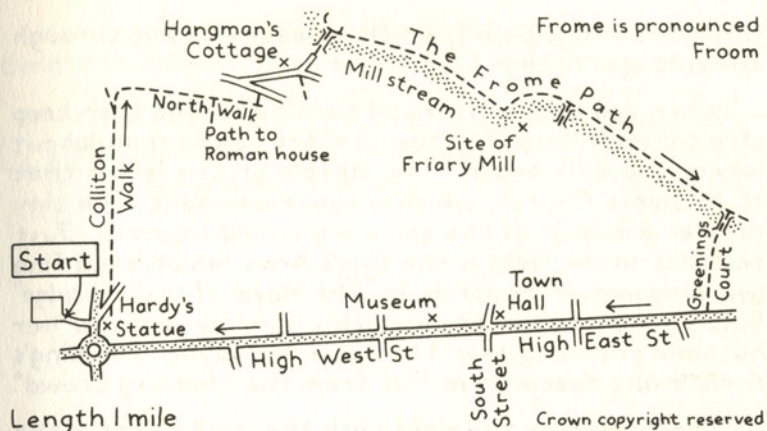 Hangman's
Cottage
Frome is pronounced
Froom
The Frome Path
Mill stream
North Walk
Path to
Roman house
Site of
Friary Mill
Colliton
Walk
Start
Hardy's
Statue
Museum
Town
Hall
Greenings
Court
High West St
High East St
South
Street
Length 1 mile
Crown copyright reserved